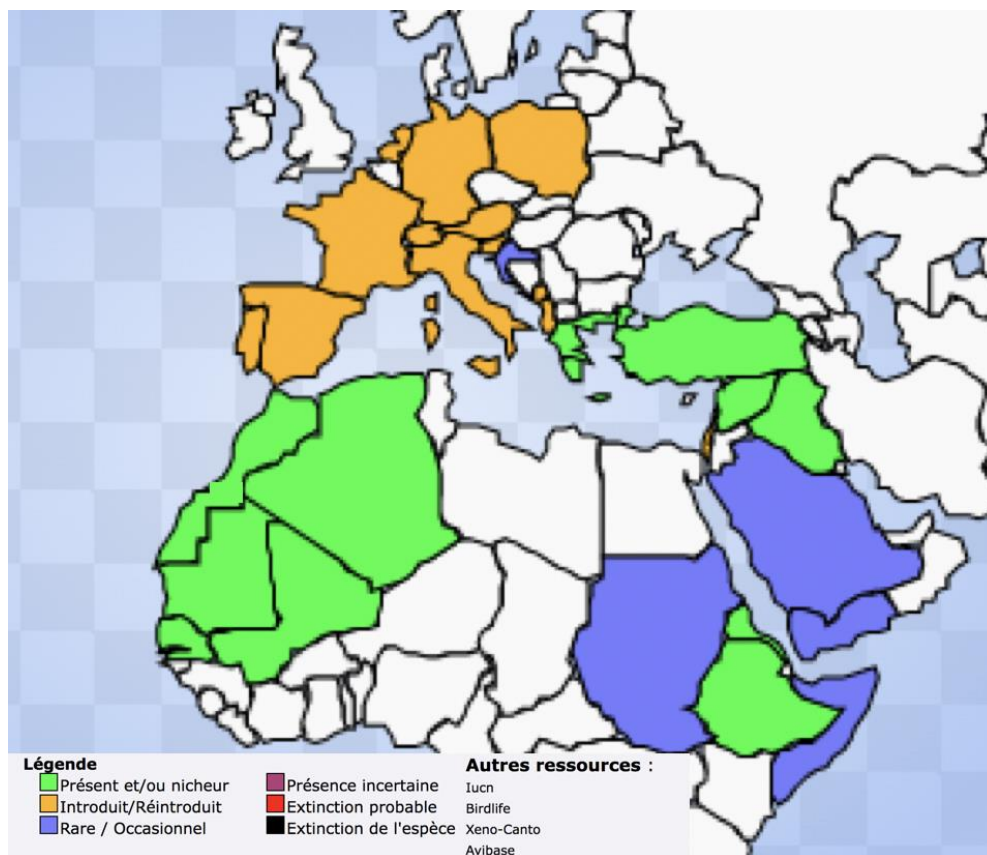 Légende
Présent et/ou nicheur
Introduit/Réintroduit
Rare / Occasionnel
Présence incertaine
Extinction probable
Extinction de l'espèce
Autres ressources :
Iucn
Birdlife
Xeno-Canto
Avibase